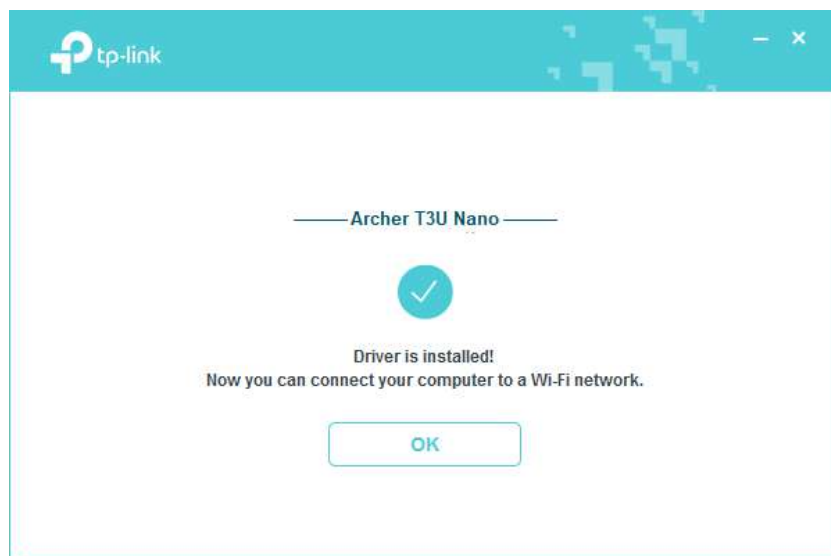 tp-link
Archer T3U Nano
Driver is installed!
Now you can connect your computer to a Wi-Fi network.
OK